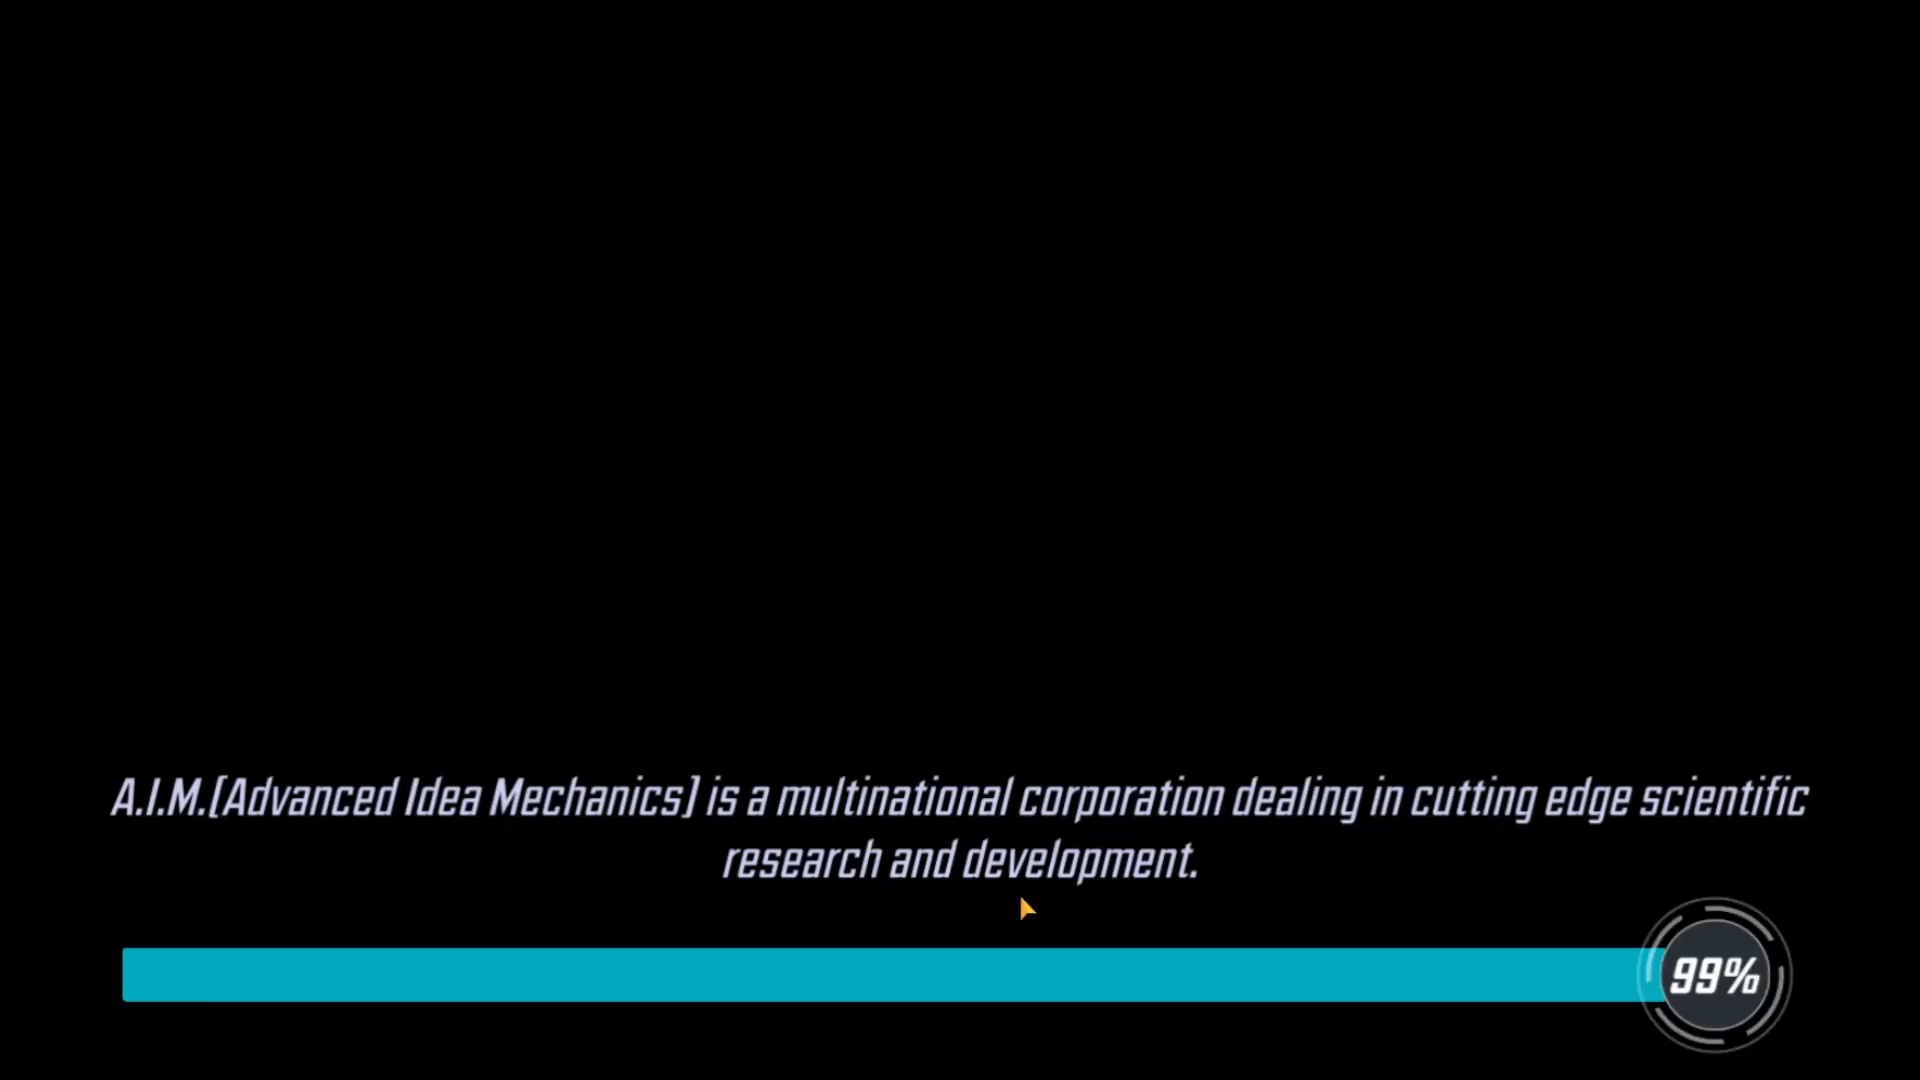 A.I.M.(Advanced Idea Mechanics) is a multinational corporation dealing in cutting edge scientific
research and development.
99%